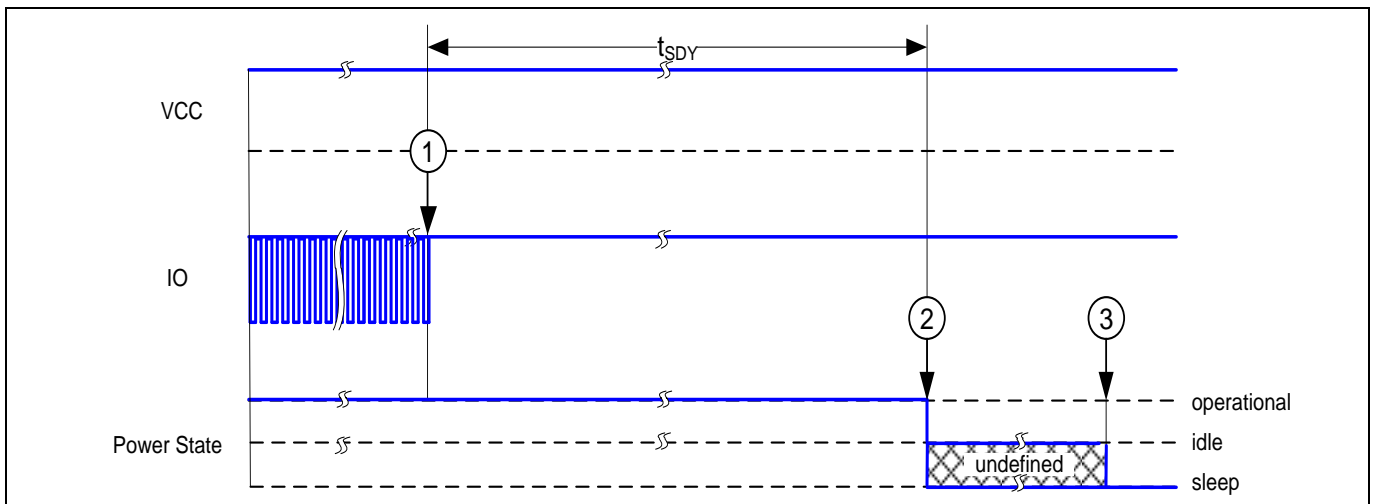 tSDY
VCC
1
IO
2
3
operational
Power State
idle
undefined
sleep